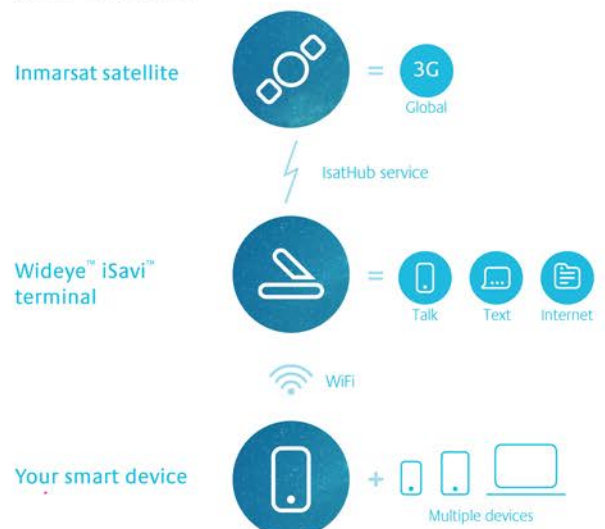 Inmarsat satellite
=
3G
Global
IsatHub service
Wideye™ iSavi™
terminal
=
Talk Text Internet
WiFi
Your smart device
+
Multiple devices